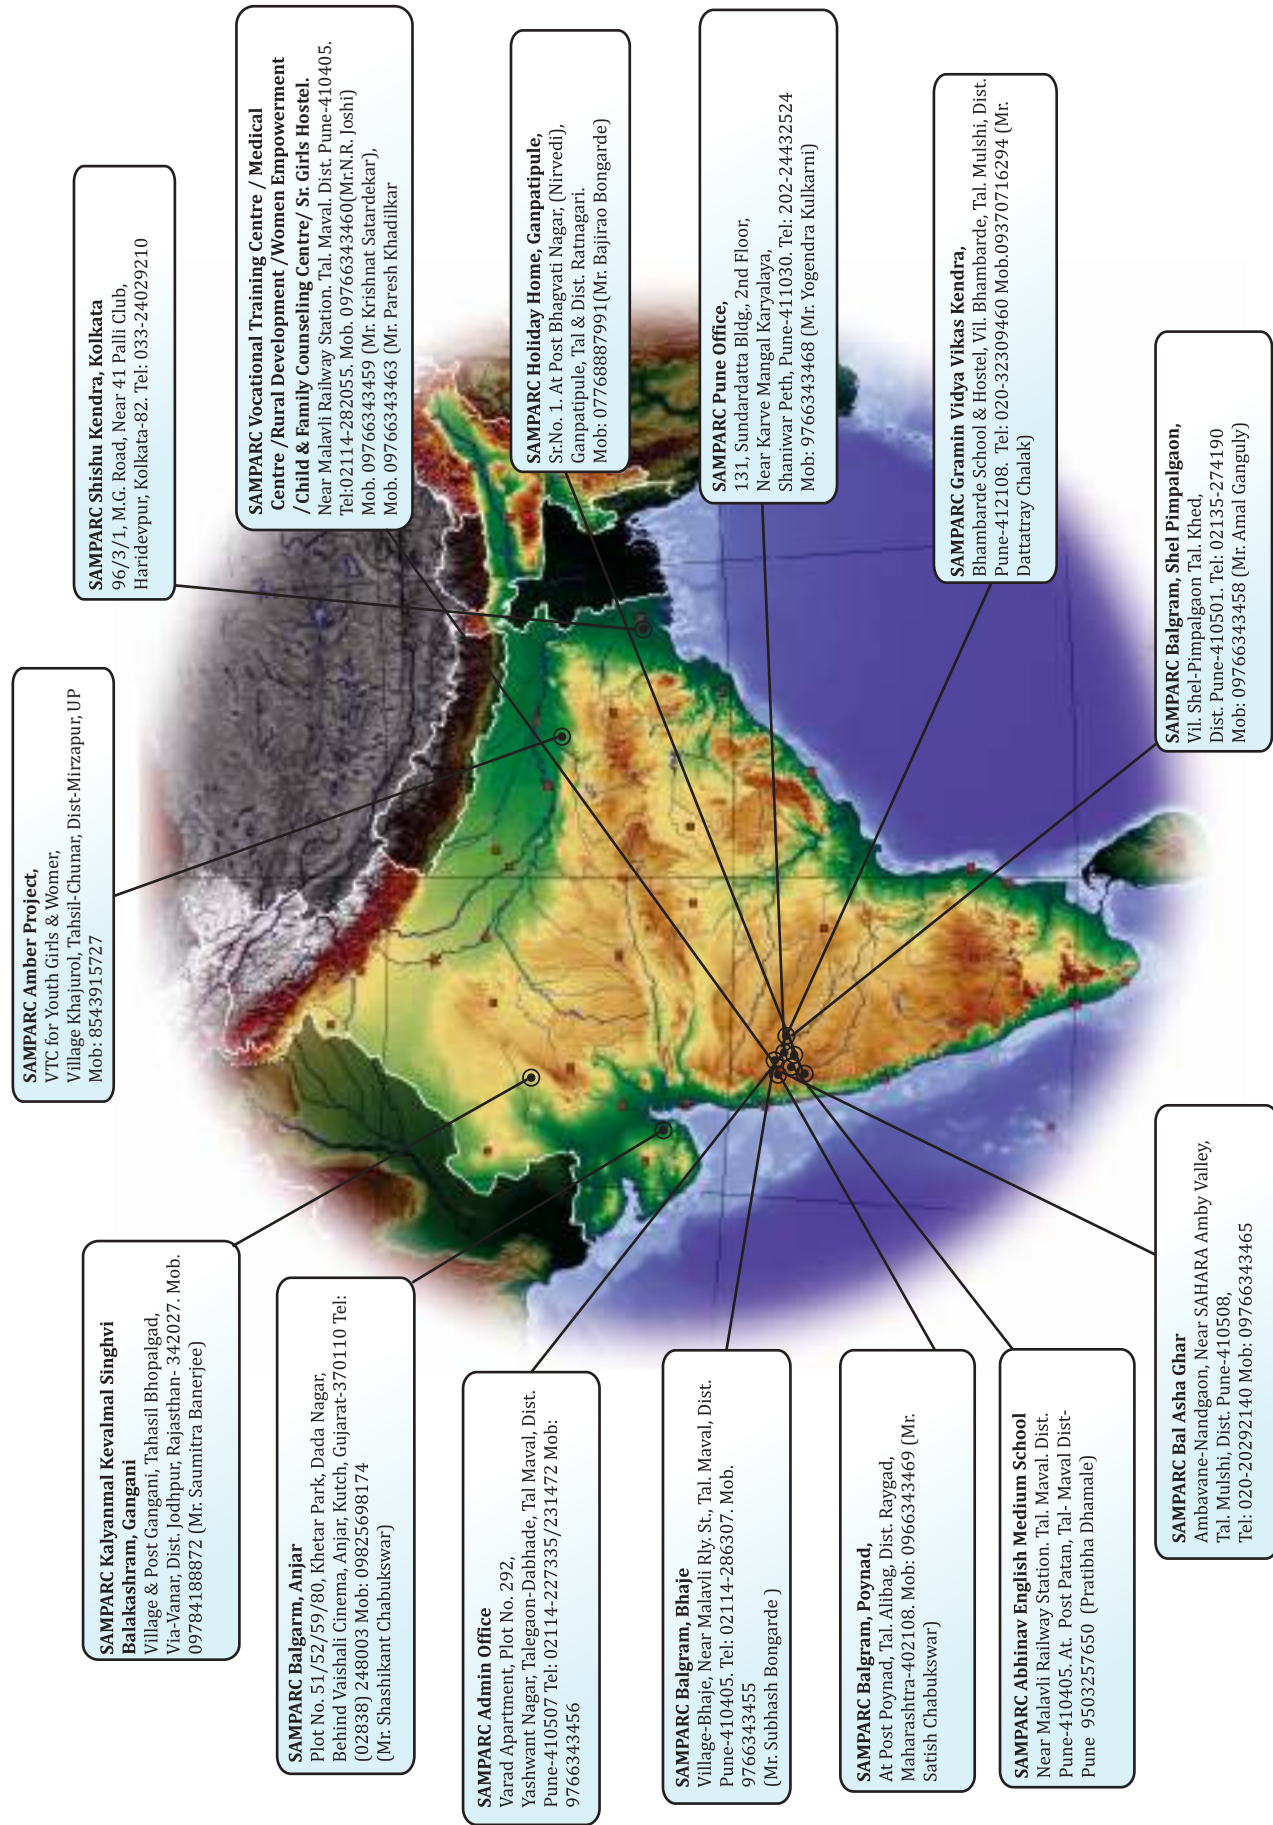 SAMPARC Amber Project,
VTC for Youth Girls & Womer,
Village Khajurol, Tahsil-Chunar, Dist-Mirzapur, UP
Mob: 8543915727
SAMPARC Shishu Kendra, Kolkata
96/3/1, M.G. Road, Near 41 Palli Club,
Haridevpur, Kolkata-82. Tel: 033-24029210
SAMPARC Kalyanmal Kevalmal Singhvi
Balakashram, Gangani
Village & Post Gangani, Tahasil Bhopalgad,
Via-Vanar, Dist. Jodhpur, Rajasthan- 342027. Mob.
09784188872 (Mr. Saumitra Banerjee)
SAMPARC Vocational Training Centre / Medical
Centre /Rural Development /Women Empowerment
/ Child & Family Counseling Centre/ Sr. Girls Hostel.
Near Malavli Railway Station. Tal. Maval. Dist. Pune-410405.
Tel:02114-282055. Mob. 09766343460(Mr.N.R. Joshi)
Mob. 09766343459 (Mr. Krishnat Satardekar),
Mob. 09766343463 (Mr. Paresh Khadilkar
SAMPARC Balgarm, Anjar
Plot No. 51/52/59/80, Khetar Park, Dada Nagar,
Behind Vaishali Cinema, Anjar, Kutch, Gujarat-370110 Tel:
(02838) 248003 Mob: 09825698174
(Mr. Shashikant Chabukswar)
SAMPARC Holiday Home, Ganpatipule,
Sr.No. 1. At Post Bhagvati Nagar, (Nirvedi),
Ganpatipule, Tal & Dist. Ratnagari.
Mob: 07768887991(Mr. Bajirao Bongarde)
SAMPARC Admin Office
Varad Apartment, Plot No. 292,
Yashwant Nagar, Talegaon-Dabhade, Tal Maval, Dist.
Pune-410507 Tel: 02114-227335/231472 Mob:
9766343456
SAMPARC Pune Office,
131, Sundardatta Bldg., 2nd Floor,
Near Karve Mangal Karyalaya,
Shaniwar Peth, Pune-411030. Tel: 202-24432524
Mob: 9766343468 (Mr. Yogendra Kulkarni)
SAMPARC Balgram, Bhaje
Village-Bhaje, Near Malavli Rly. St., Tal. Maval, Dist.
Pune-410405. Tel: 02114-286307. Mob.
9766343455
(Mr. Subhash Bongarde )
SAMPARC Gramin Vidya Vikas Kendra,
Bhambarde School & Hostel, Vil. Bhambarde, Tal. Mulshi, Dist.
Pune-412108. Tel: 020-32309460 Mob.09370716294 (Mr.
Dattatray Chalak)
SAMPARC Balgram, Poynad,
At Post Poynad, Tal. Alibag, Dist. Raygad,
Maharashtra-402108. Mob: 09663434​69 (Mr.
Satish Chabukswar)
SAMPARC Abhinav English Medium School
Near Malavli Railway Station. Tal. Maval. Dist.
Pune-410405. At. Post Patan, Tal- Maval Dist-
Pune 9503257650 (Pratibha Dhamale)
SAMPARC Balgram, Shel Pimpalgaon,
Vil. Shel-Pimpalgaon Tal. Khed,
Dist. Pune-410501. Tel: 02135-274190
Mob: 09766343458 (Mr. Amal Ganguly)
SAMPARC Bal Asha Ghar
Ambavane-Nandgaon, Near SAHARA Amby Valley,
Tal. Mulshi, Dist. Pune-410508,
Tel: 020-20292140 Mob: 09766343465